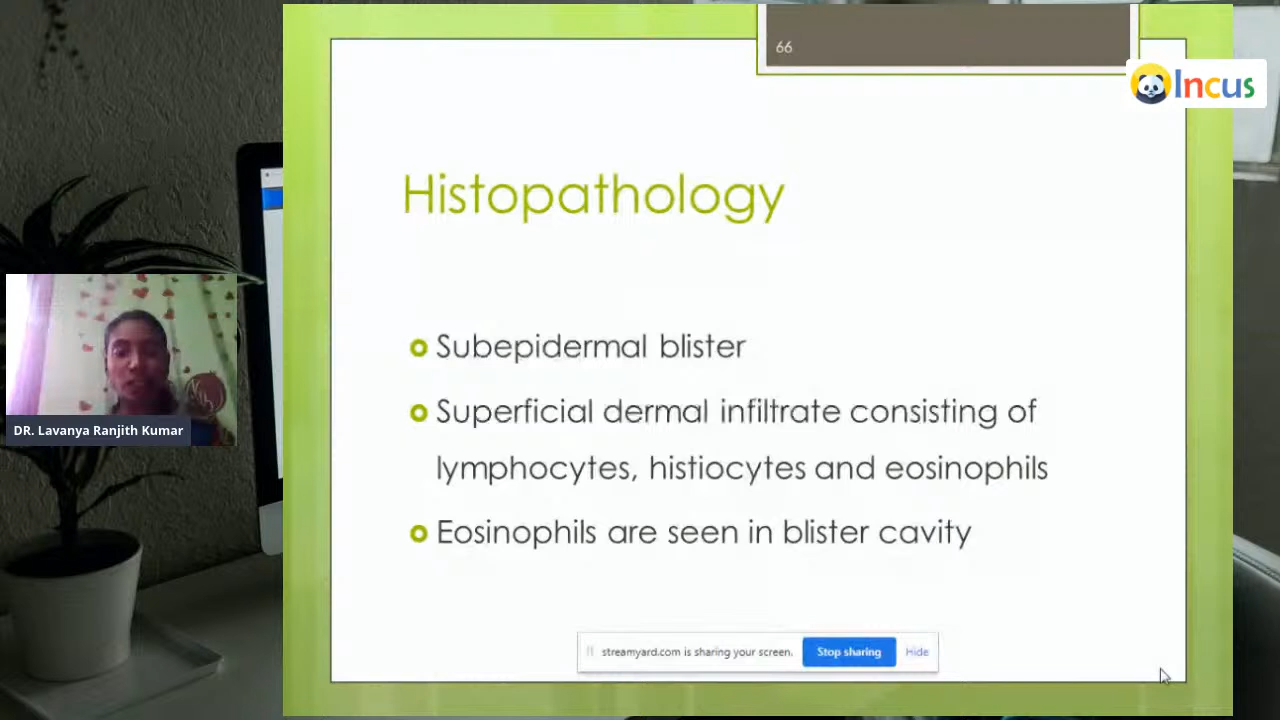 66
Incus
Histopathology
Subepidermal blister
Superficial dermal infiltrate consisting of
lymphocytes, histiocytes and eosinophils
Eosinophils are seen in blister cavity
DR. Lavanya Ranjith Kumar
streamyard.com is sharing your screen. Stop sharing Hide